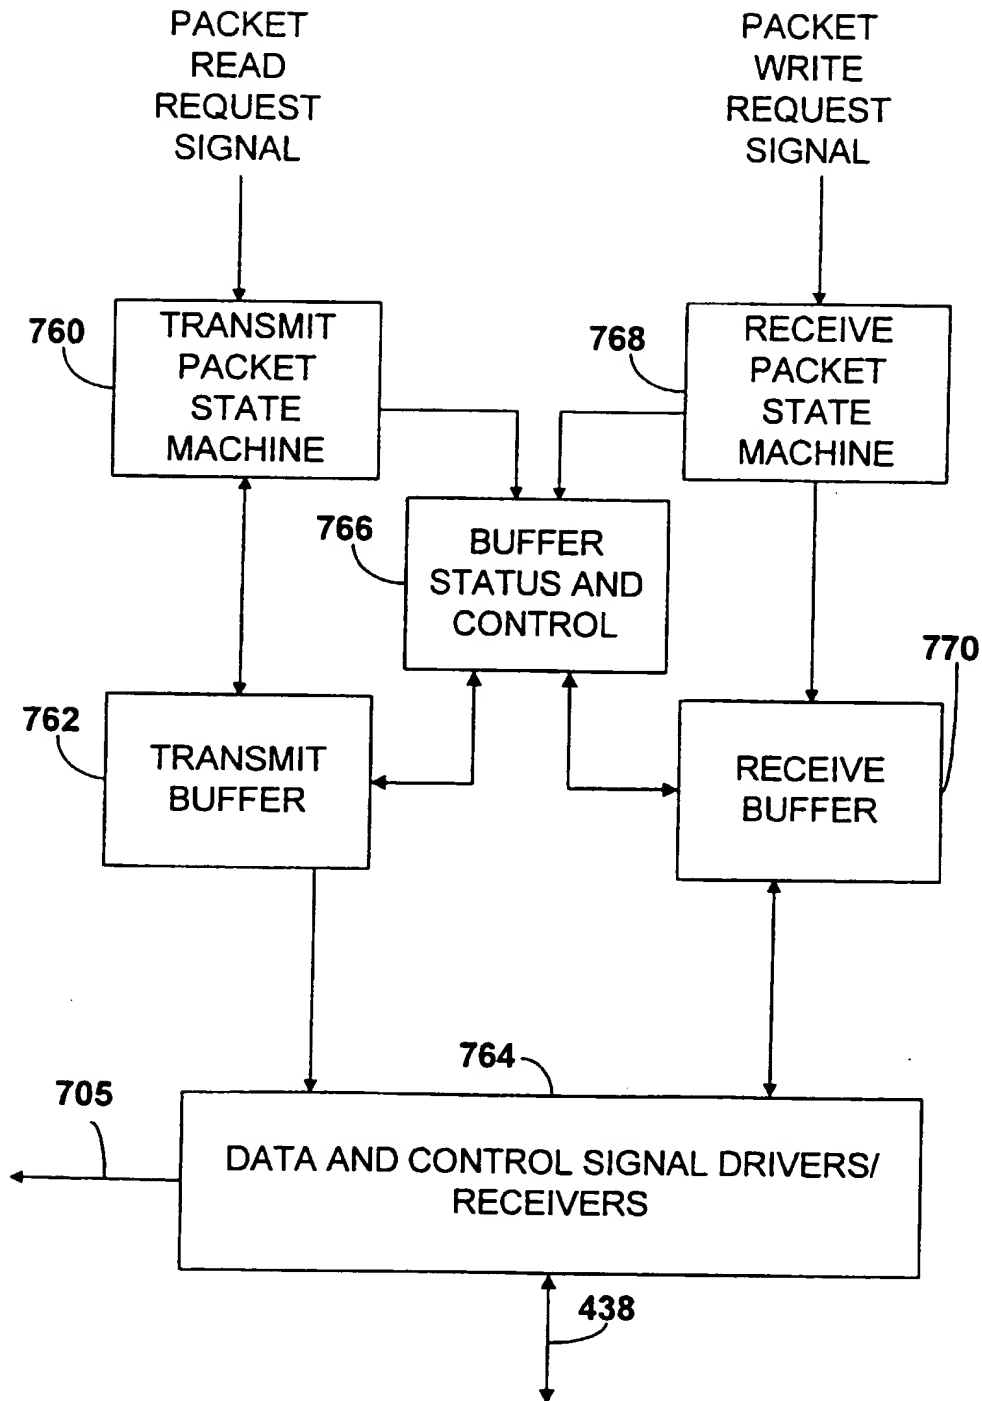 PACKET
READ
REQUEST
SIGNAL
PACKET
WRITE
REQUEST
SIGNAL
760
TRANSMIT
PACKET
STATE
MACHINE
768
RECEIVE
PACKET
STATE
MACHINE
766
BUFFER
STATUS AND
CONTROL
762
TRANSMIT
BUFFER
770
RECEIVE
BUFFER
764
705
DATA AND CONTROL SIGNAL DRIVERS/
RECEIVERS
438